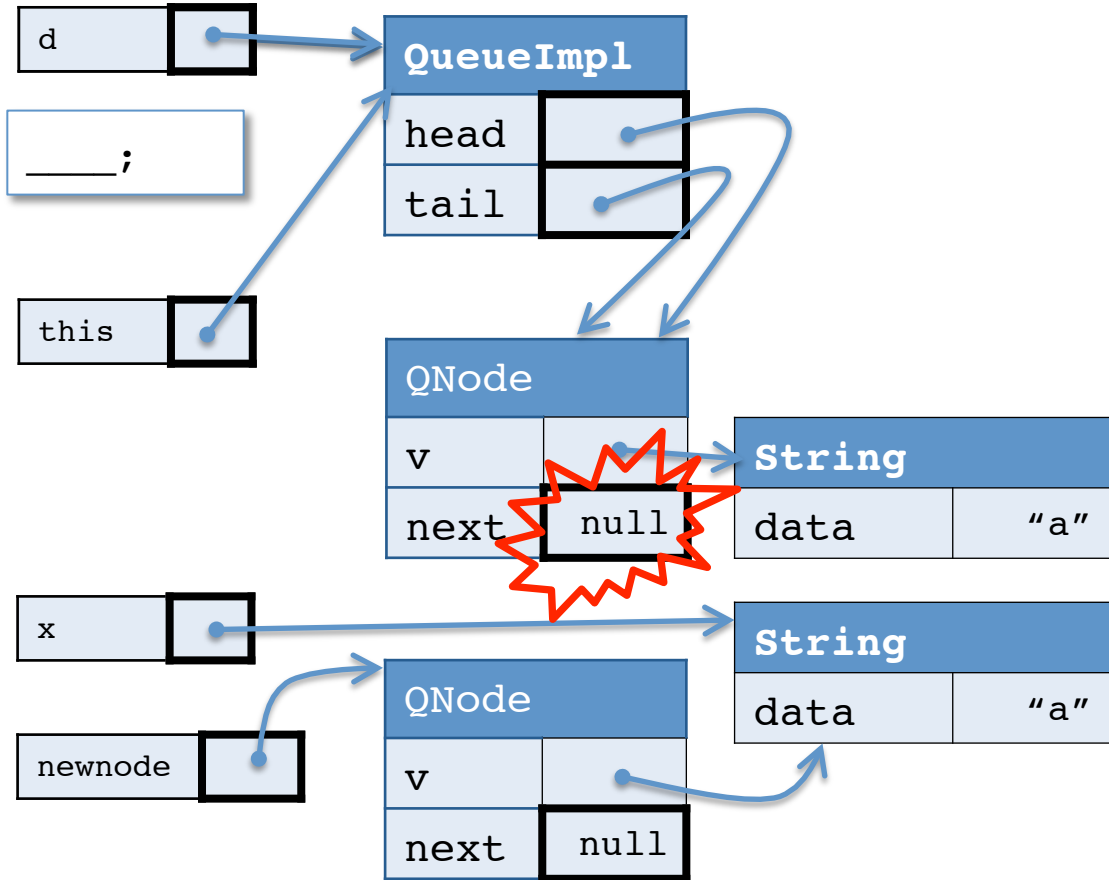 d
____;
this
QueueImpl
head
tail
QNode
v
next null
String
data “a”
x
newnode
QNode
v
next null
String
data “a”